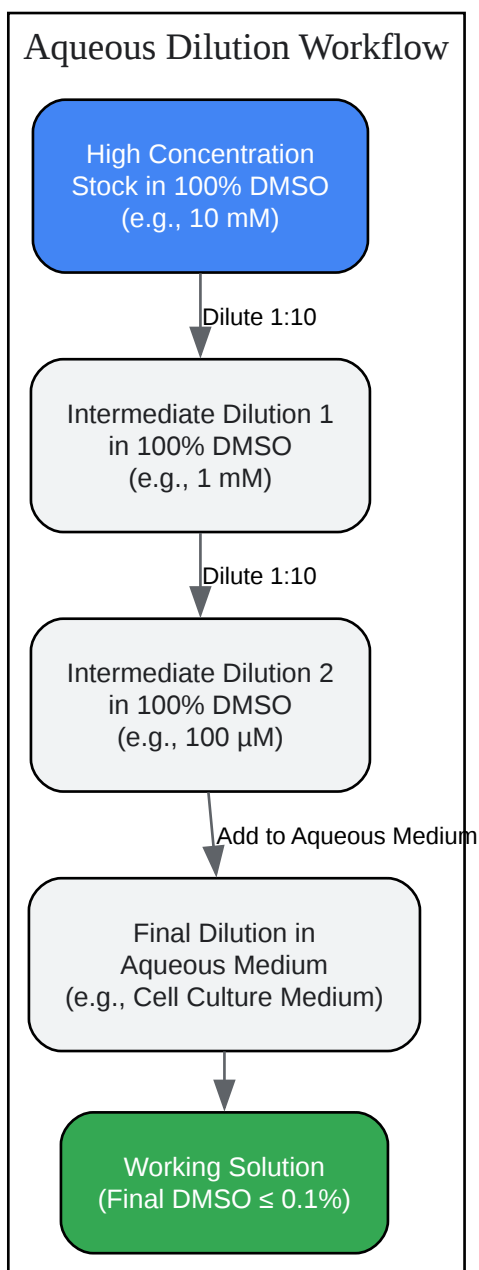 Aqueous Dilution Workflow
High Concentration
Stock in 100% DMSO
(e.g., 10 mM)
Dilute 1:10
Intermediate Dilution 1
in 100% DMSO
(e.g., 1 mM)
Dilute 1:10
Intermediate Dilution 2
in 100% DMSO
(e.g., 100 µM)
Add to Aqueous Medium
Final Dilution in
Aqueous Medium
(e.g., Cell Culture Medium)
Working Solution
(Final DMSO ≤ 0.1%)